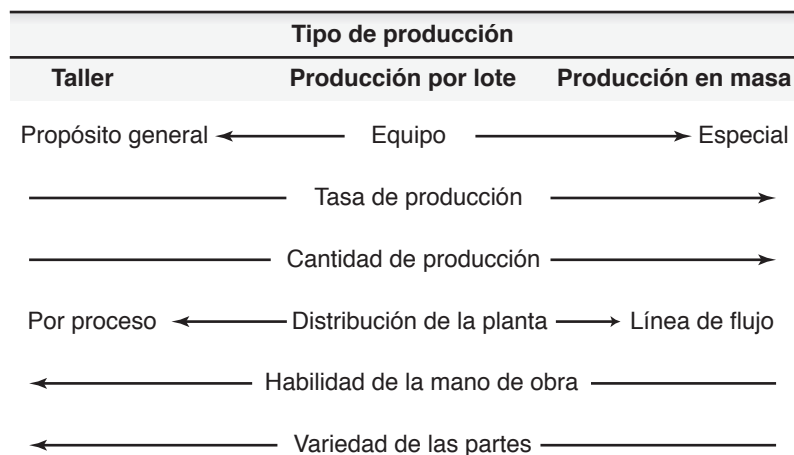 Tipo de producción
Taller Producción por lote Producción en masa
Propósito general Equipo Especial
Tasa de producción
Cantidad de producción
Por proceso Distribución de la planta Línea de flujo
Habilidad de la mano de obra
Variedad de las partes